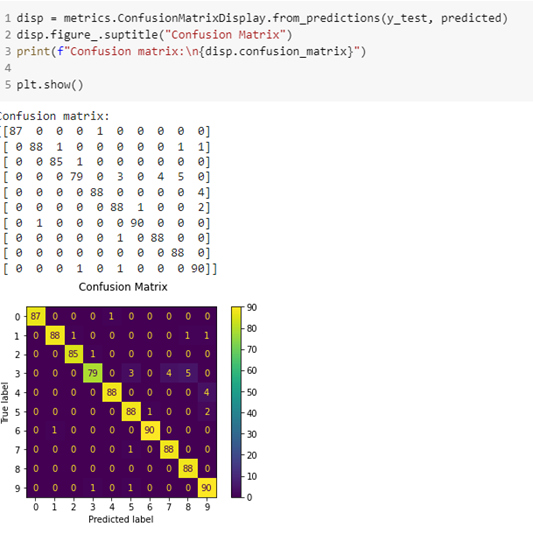 1 disp = metrics.ConfusionMatrixDisplay.from_predictions(y_test, predicted)
2 disp.figure_.suptitle("Confusion Matrix")
3 print(f"Confusion matrix:\n{disp.confusion_matrix}")
4
5 plt.show()
Confusion matrix:
[[87 0 0 0 1 0 0 0 0 0]
[ 0 88 1 0 0 0 0 0 1 1]
[ 0 0 85 1 0 0 0 0 0 0]
[ 0 0 0 79 0 3 0 4 5 0]
[ 0 0 0 0 88 0 0 0 0 4]
[ 0 0 0 0 0 88 1 0 0 2]
[ 0 1 0 0 0 0 90 0 0 0]
[ 0 0 0 0 0 1 0 88 0 0]
[ 0 0 0 0 0 0 0 0 88 0]
[ 0 0 0 1 0 1 0 0 0 90]]
Confusion Matrix
True label
0 87 0 0 0 1 0 0 0 0 0
1 0 88 1 0 0 0 0 0 1 1
2 0 0 85 1 0 0 0 0 0 0
3 0 0 0 79 0 3 0 4 5 0
4 0 0 0 0 88 0 0 0 0 4
5 0 0 0 0 0 88 1 0 0 2
6 0 1 0 0 0 0 90 0 0 0
7 0 0 0 0 0 1 0 88 0 0
8 0 0 0 0 0 0 0 0 88 0
9 0 0 0 1 0 1 0 0 0 90
0 1 2 3 4 5 6 7 8 9
Predicted label
90
80
70
60
50
40
30
20
10
0